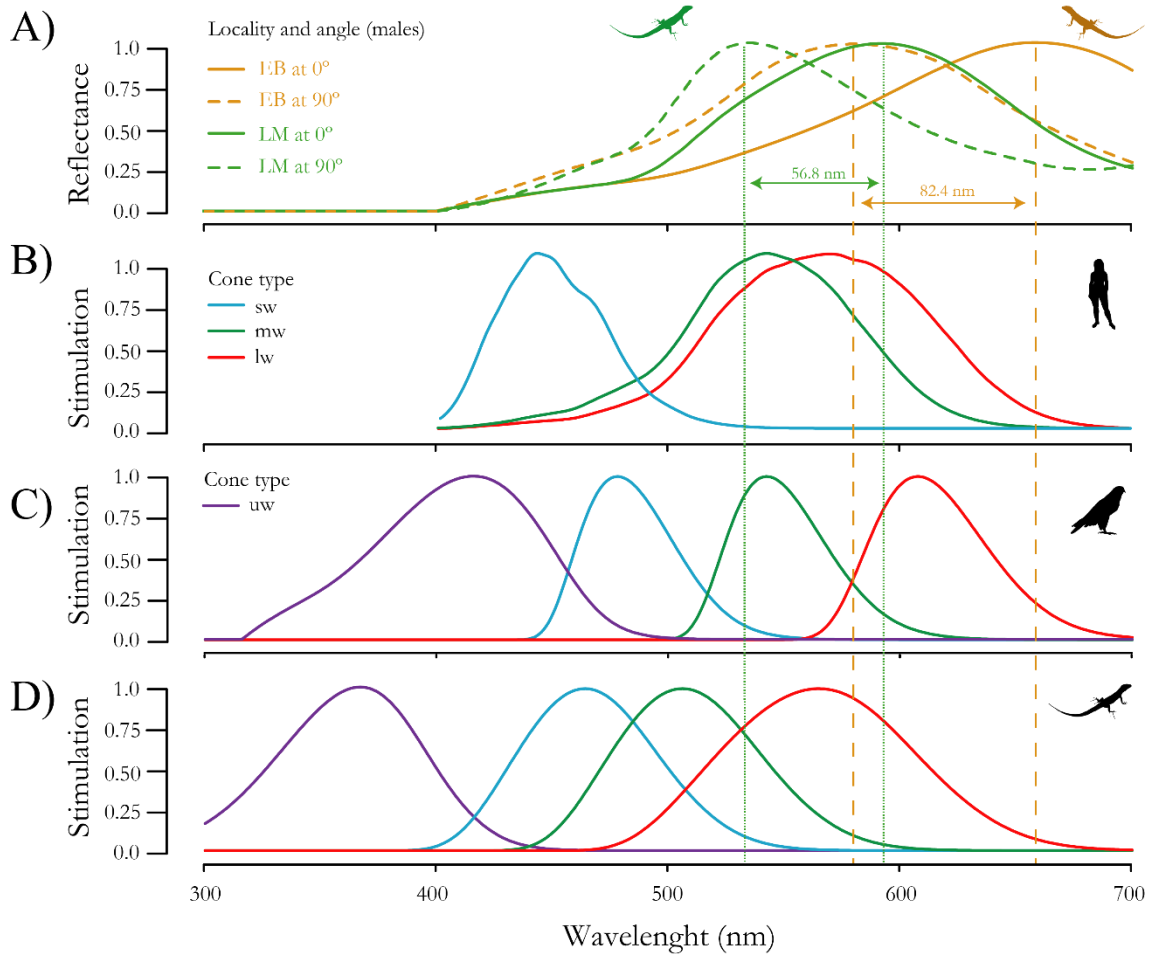 A)
Locality and angle (males)
EB at 0º
EB at 90º
LM at 0º
LM at 90º
Reflectance
1.0
0.75
0.50
0.25
0.0
56.8 nm
82.4 nm
B)
Cone type
sw
mw
lw
Stimulation
1.0
0.75
0.50
0.25
0.0
C)
Cone type
uw
Stimulation
1.0
0.75
0.50
0.25
0.0
D)
Stimulation
1.0
0.75
0.50
0.25
0.0
300 400 500 600 700
Wavelenght (nm)